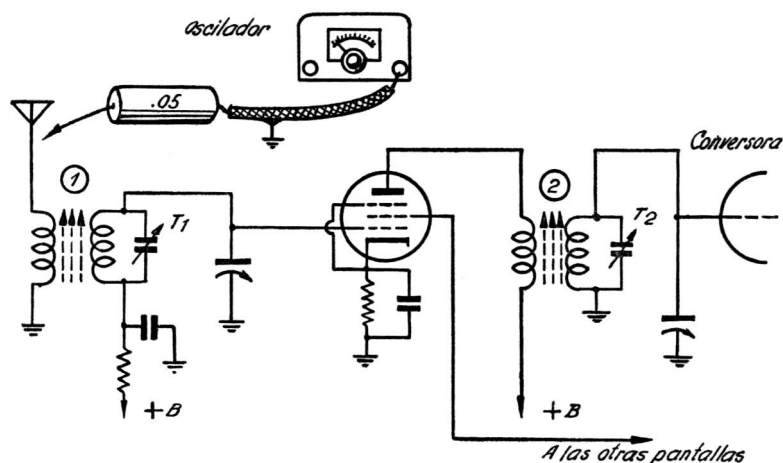 oscilador
.05
Conversora
1
T1
2
T2
+B
+B
A las otras pantallas